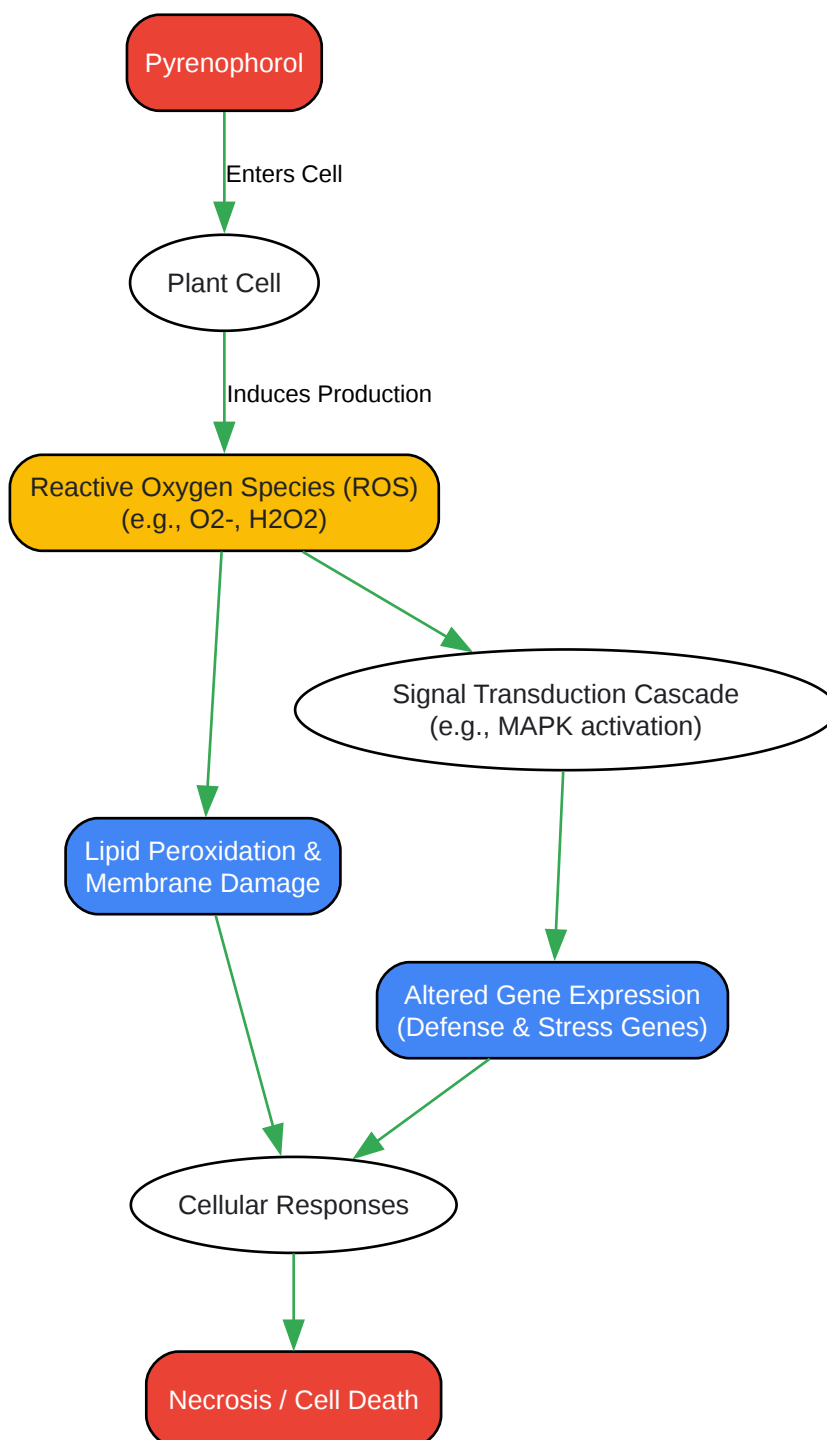 Pyrenophorol
Enters Cell
Plant Cell
Induces Production
Reactive Oxygen Species (ROS)
(e.g., O2-, H2O2)
Signal Transduction Cascade
(e.g., MAPK activation)
Lipid Peroxidation &
Membrane Damage
Altered Gene Expression
(Defense & Stress Genes)
Cellular Responses
Necrosis / Cell Death